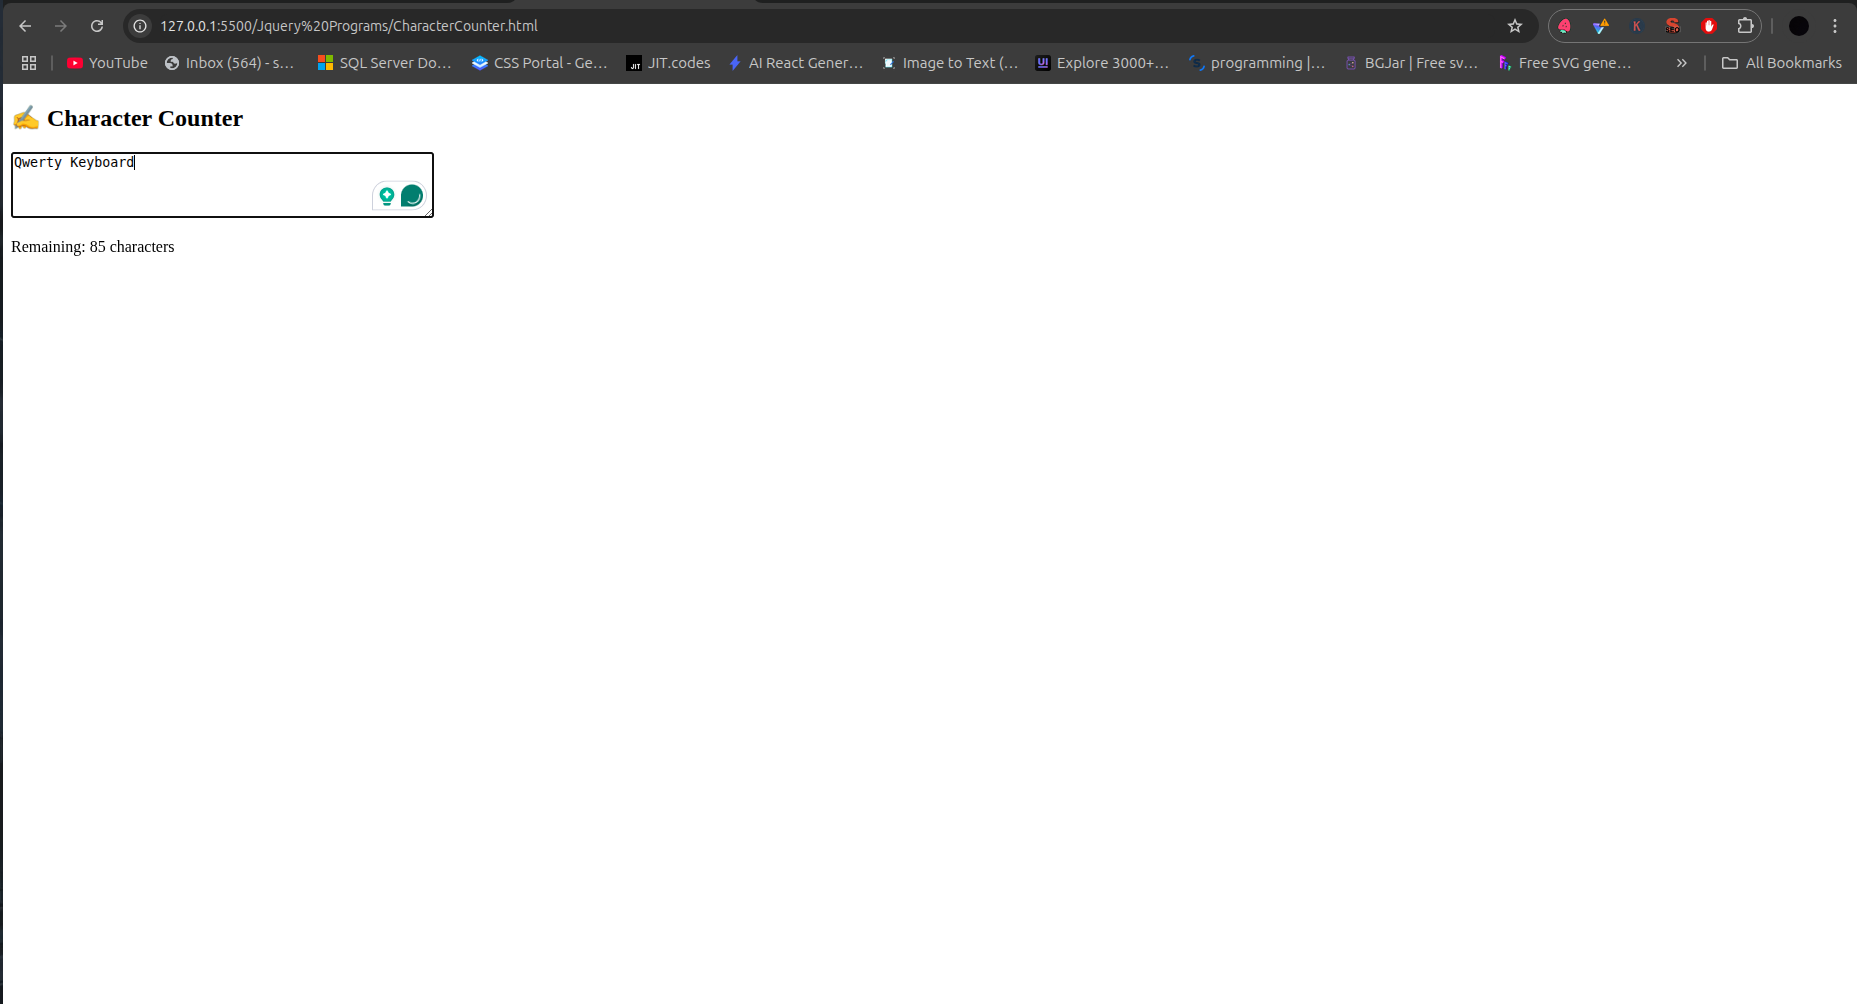 127.0.0.1:5500/Jquery%20Programs/CharacterCounter.html
YouTube Inbox (564) - s... SQL Server Do... CSS Portal - Ge... JIT.codes AI React Gener... Image to Text (... Explore 3000+... programming |... BGJar | Free sv... Free SVG gene... » All Bookmarks
✍️ Character Counter
Qwerty Keyboard
Remaining: 85 characters